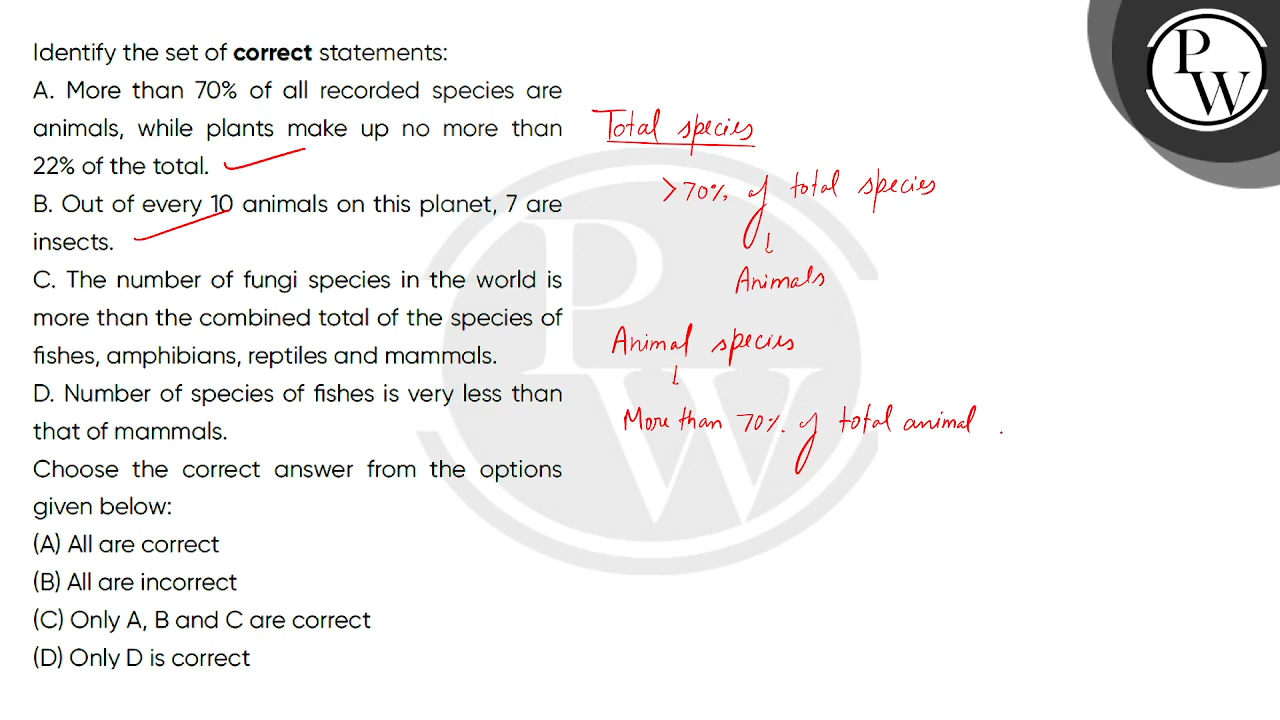 Identify the set of correct statements:
A. More than 70% of all recorded species are
animals, while plants make up no more than
22% of the total.
B. Out of every 10 animals on this planet, 7 are
insects.
C. The number of fungi species in the world is
more than the combined total of the species of
fishes, amphibians, reptiles and mammals.
D. Number of species of fishes is very less than
that of mammals.
Choose the correct answer from the options
given below:
(A) All are correct
(B) All are incorrect
(C) Only A, B and C are correct
(D) Only D is correct
Total species
>70% of total species
Animals
Animal species
More than 70% of total animal .
P
W
P
W